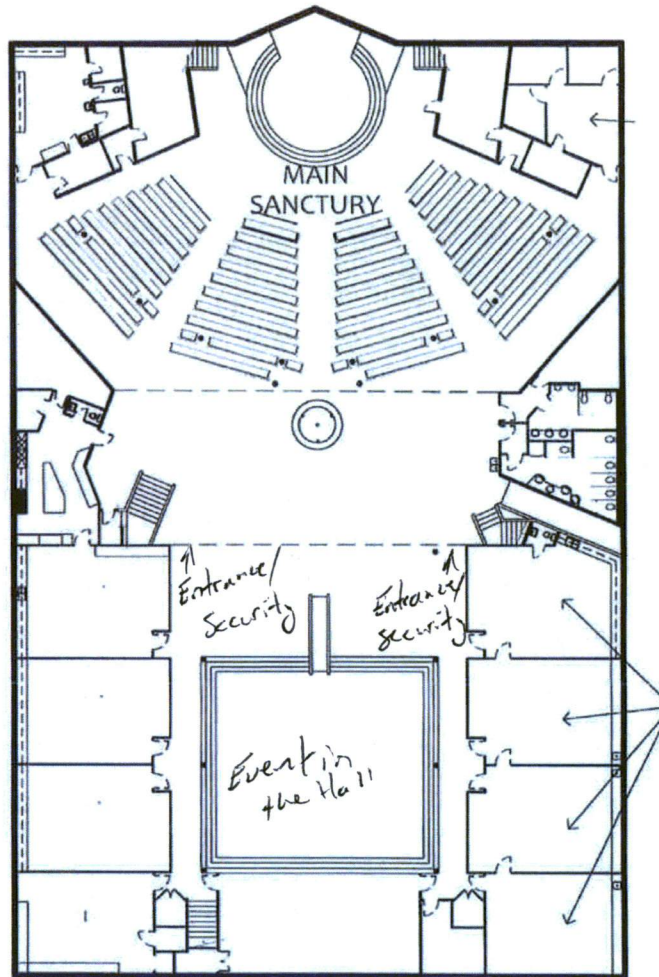 MAIN
SANCTURY
Entrance/
Security
Entrance/
security
Event in
the Hall